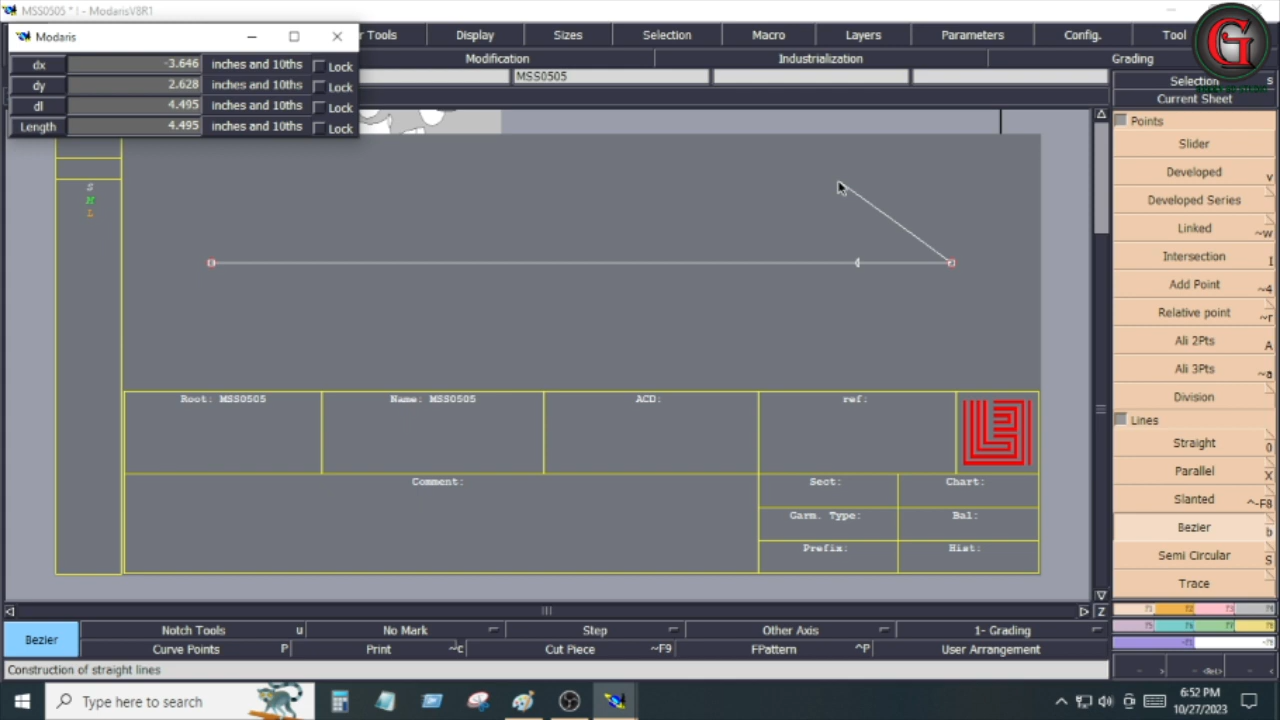 MSS0505 * ! - ModarisV8R1
Modaris
dx -3.646 inches and 10ths Lock
dy 2.628 inches and 10ths Lock
dl 4.495 inches and 10ths Lock
Length 4.495 inches and 10ths Lock
Tools Display Sizes Selection Macro Layers Parameters Config. Tool
Modification Industrialization Grading
MSS0505
G
Selection s
Current Sheet
Points
Slider
Developed v
Developed Series
Linked ~w
Intersection I
Add Point ~4
Relative point ~r
Ali 2Pts A
Ali 3Pts ~a
Division
Lines
Straight 0
Parallel X
Slanted ^-F8
Bezier b
Semi Circular S
Trace
S
M
L
Root: MSS0505 Name: MSS0505 ACD: ref:
Comment: Sect: Chart:
Garm. Type: Bal:
Prefix: Hist:
Z
Bezier
Notch Tools u No Mark Step Other Axis 1- Grading
Curve Points P Print ~c Cut Piece ~F9 FPattern ^P User Arrangement
Construction of straight lines
Type here to search
6:52 PM
10/27/2023